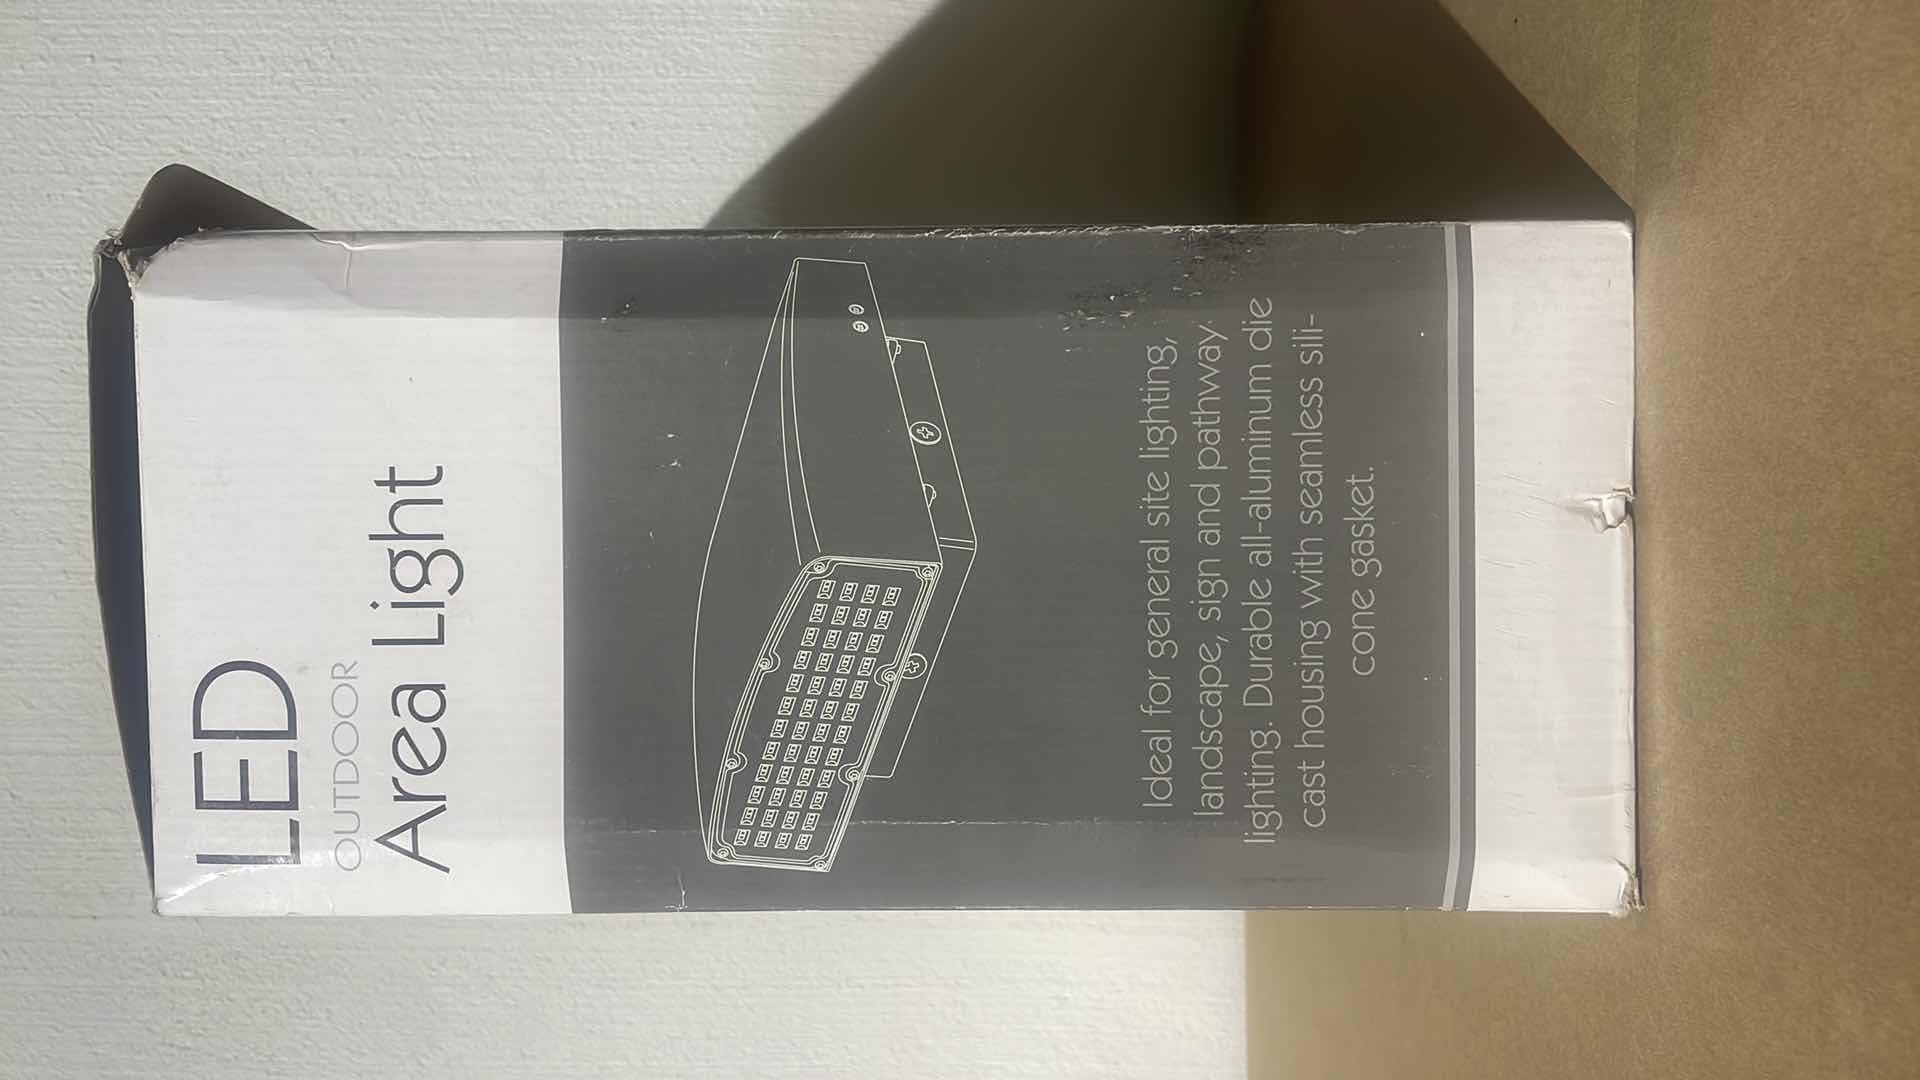 LED
OUTDOOR
Area Light
Ideal for general site lighting,
landscape, sign and pathway.
lighting. Durable all-aluminum die
cast housing with seamless sili-
cone gasket.